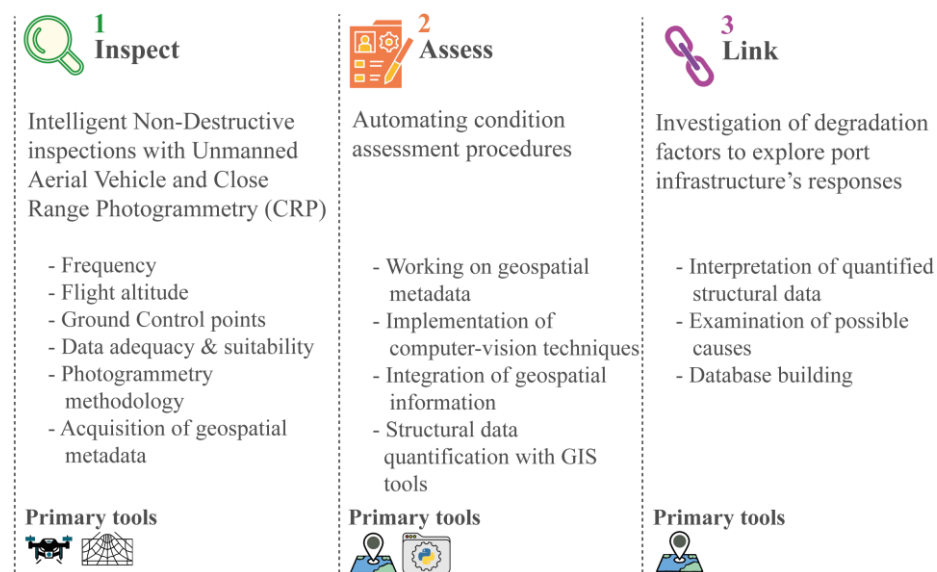 1
Inspect
Intelligent Non-Destructive
inspections with Unmanned
Aerial Vehicle and Close
Range Photogrammetry (CRP)
- Frequency
- Flight altitude
- Ground Control points
- Data adequacy & suitability
- Photogrammetry
methodology
- Acquisition of geospatial
metadata
Primary tools
2
Assess
Automating condition
assessment procedures
- Working on geospatial
metadata
- Implementation of
computer-vision techniques
- Integration of geospatial
information
- Structural data
quantification with GIS
tools
Primary tools
3
Link
Investigation of degradation
factors to explore port
infrastructure’s responses
- Interpretation of quantified
structural data
- Examination of possible
causes
- Database building
Primary tools